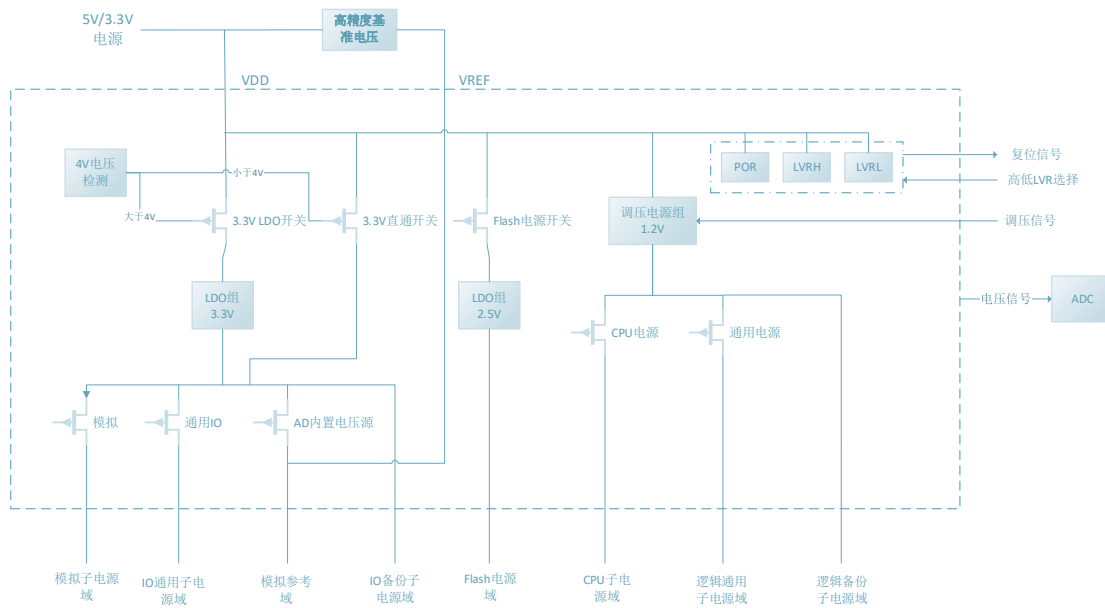 5V/3.3V
电源
高精度基
准电压
VDD
VREF
4V电压
检测
小于4V
大于4V
3.3V LDO开关
3.3V直通开关
Flash电源开关
调压电源组
1.2V
POR
LVRH
LVRL
复位信号
高低LVR选择
调压信号
LDO组
3.3V
LDO组
2.5V
电压信号
ADC
CPU电源
通用电源
模拟
通用IO
AD内置电压源
模拟子电源
域
IO通用子电
源域
模拟参考
域
IO备份子
电源域
Flash电源
域
CPU子电
源域
逻辑通用
子电源域
逻辑备份
子电源域